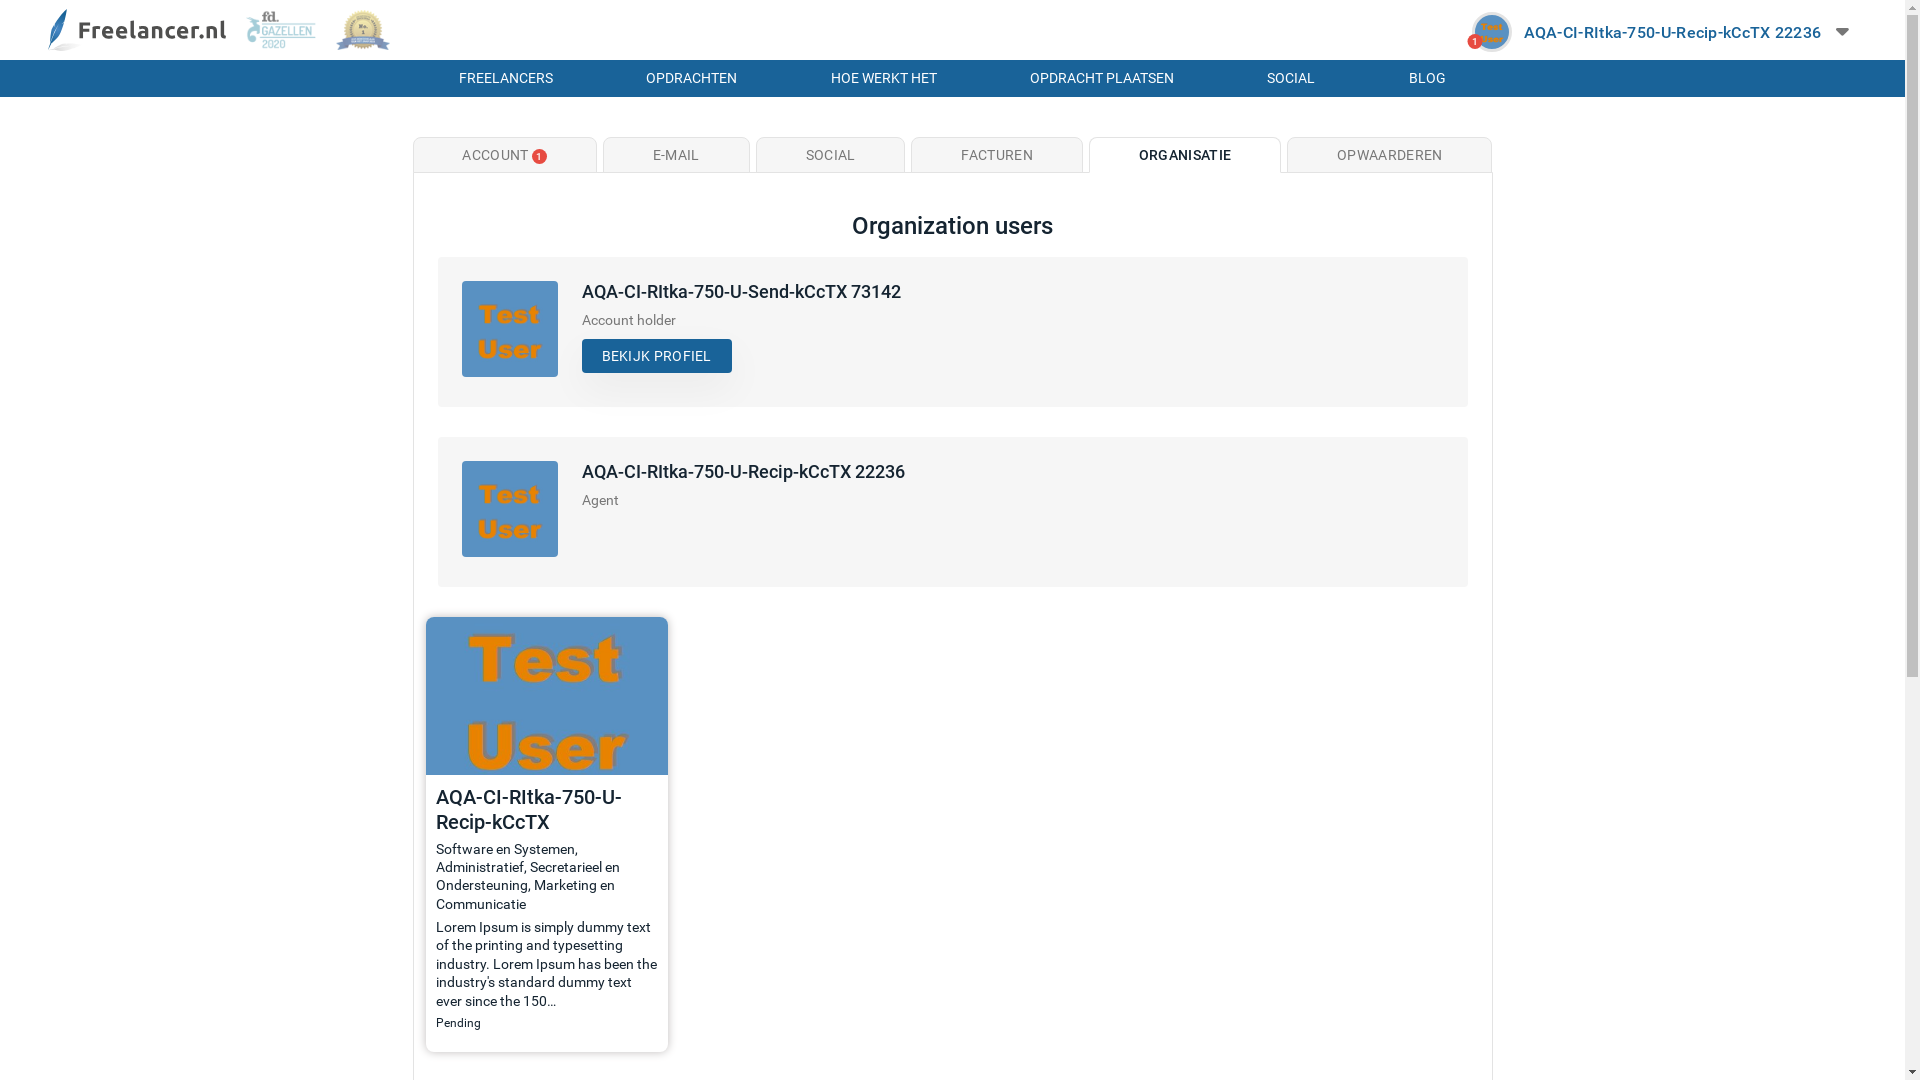 Freelancer.nl
fd.
GAZELLEN
2020
No.
1
1
Test
User
AQA-CI-RItka-750-U-Recip-kCcTX 22236
FREELANCERS
OPDRACHTEN
HOE WERKT HET
OPDRACHT PLAATSEN
SOCIAL
BLOG
ACCOUNT 1
E-MAIL
SOCIAL
FACTUREN
ORGANISATIE
OPWAARDEREN
Organization users
Test
User
AQA-CI-RItka-750-U-Send-kCcTX 73142
Account holder
BEKIJK PROFIEL
Test
User
AQA-CI-RItka-750-U-Recip-kCcTX 22236
Agent
Test
User
AQA-CI-RItka-750-U-
Recip-kCcTX
Software en Systemen,
Administratief, Secretarieel en
Ondersteuning, Marketing en
Communicatie
Lorem Ipsum is simply dummy text
of the printing and typesetting
industry. Lorem Ipsum has been the
industry's standard dummy text
ever since the 150...
Pending